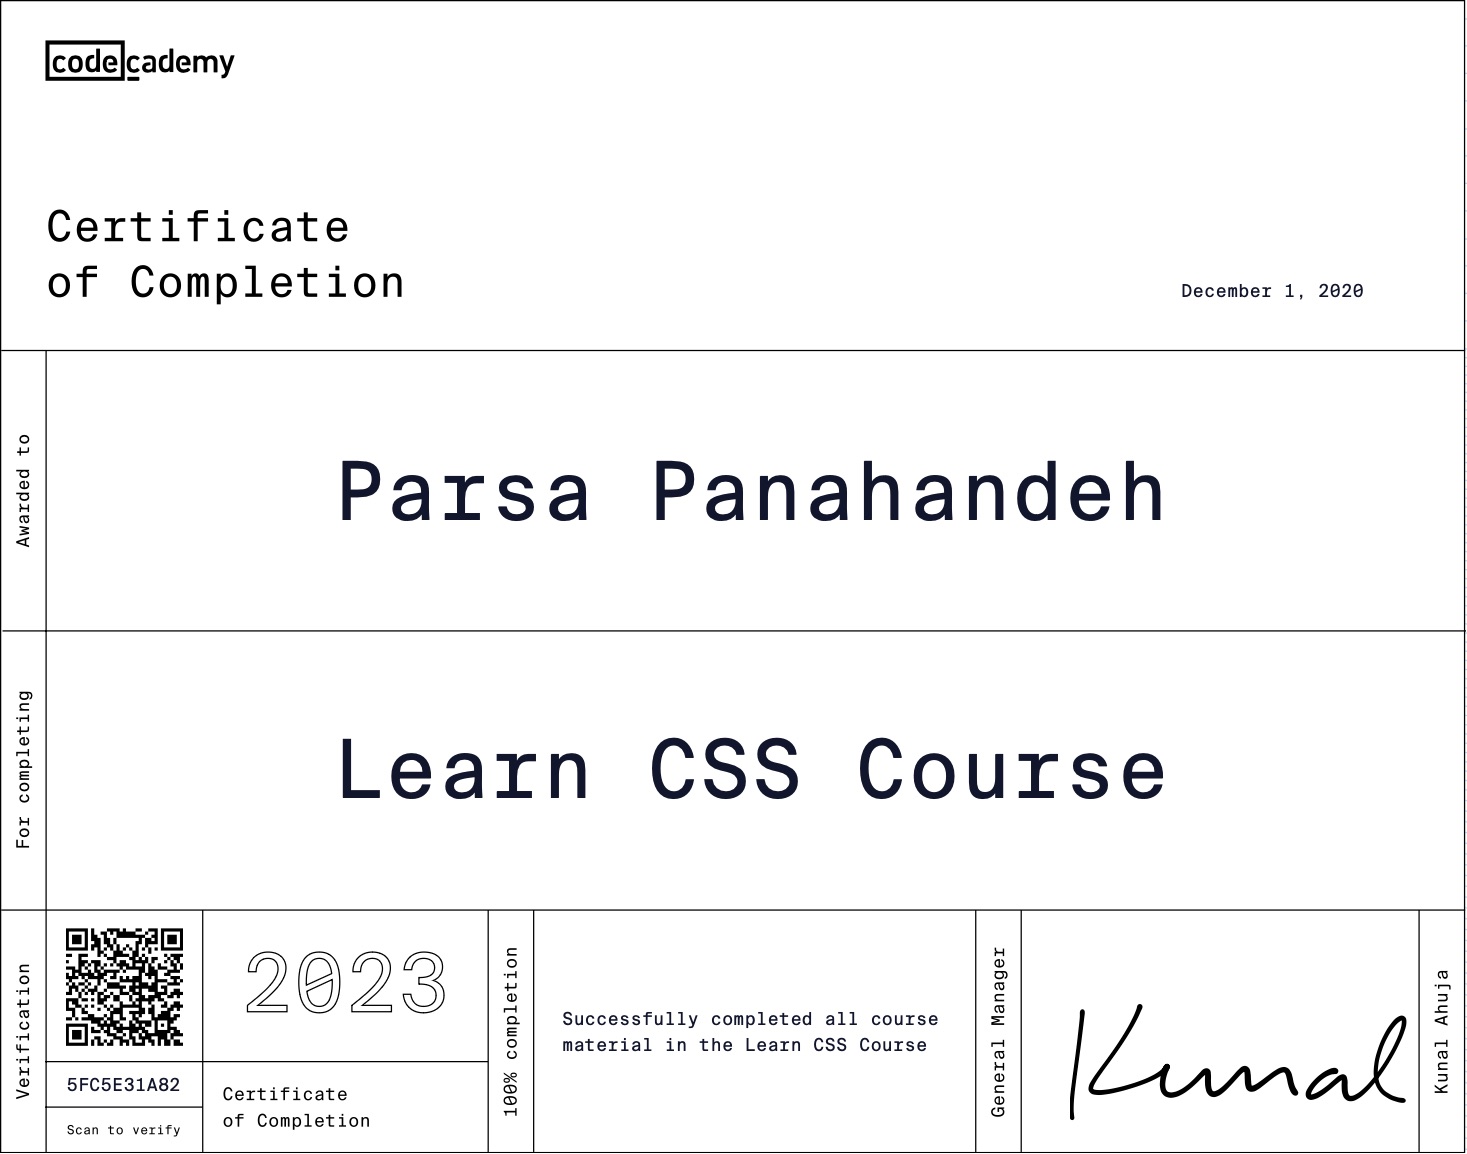 codecademy
Certificate
of Completion
December 1, 2020
Awarded to
Parsa Panahandeh
For completing
Learn CSS Course
Verification
5FC5E31A82
Scan to verify
2023
Certificate
of Completion
100% completion
Successfully completed all course
material in the Learn CSS Course
General Manager
Kunal
Kunal Ahuja